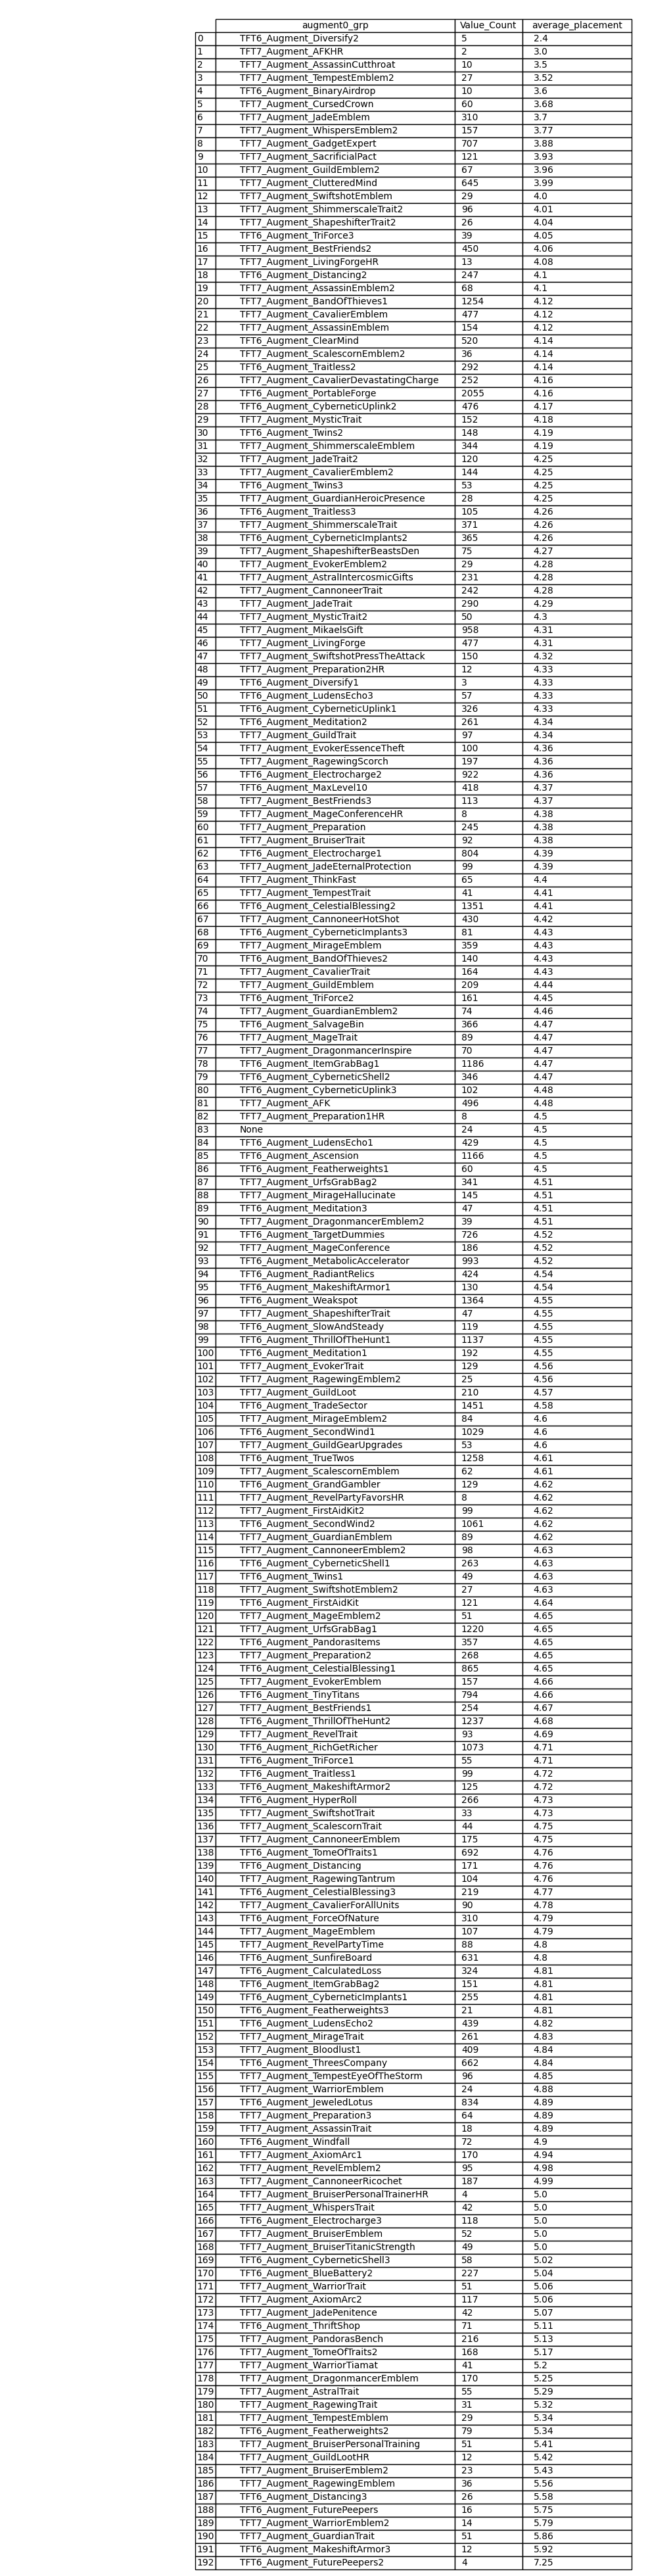 augment0_grp Value_Count average_placement
0 TFT6_Augment_Diversify2 5 2.4
1 TFT7_Augment_AFKHR 2 3.0
2 TFT7_Augment_AssassinCutthroat 10 3.5
3 TFT7_Augment_TempestEmblem2 27 3.52
4 TFT6_Augment_BinaryAirdrop 10 3.6
5 TFT7_Augment_CursedCrown 60 3.68
6 TFT7_Augment_JadeEmblem 310 3.7
7 TFT7_Augment_WhispersEmblem2 157 3.77
8 TFT7_Augment_GadgetExpert 707 3.88
9 TFT7_Augment_SacrificialPact 121 3.93
10 TFT7_Augment_GuildEmblem2 67 3.96
11 TFT7_Augment_ClutteredMind 645 3.99
12 TFT7_Augment_SwiftshotEmblem 29 4.0
13 TFT7_Augment_ShimmerscaleTrait2 96 4.01
14 TFT7_Augment_ShapeshifterTrait2 26 4.04
15 TFT6_Augment_TriForce3 39 4.05
16 TFT7_Augment_BestFriends2 450 4.06
17 TFT7_Augment_LivingForgeHR 13 4.08
18 TFT6_Augment_Distancing2 247 4.1
19 TFT7_Augment_AssassinEmblem2 68 4.1
20 TFT6_Augment_BandOfThieves1 1254 4.12
21 TFT7_Augment_CavalierEmblem 477 4.12
22 TFT7_Augment_AssassinEmblem 154 4.12
23 TFT6_Augment_ClearMind 520 4.14
24 TFT7_Augment_ScalescornEmblem2 36 4.14
25 TFT6_Augment_Traitless2 292 4.14
26 TFT7_Augment_CavalierDevastatingCharge 252 4.16
27 TFT6_Augment_PortableForge 2055 4.16
28 TFT6_Augment_CyberneticUplink2 476 4.17
29 TFT7_Augment_MysticTrait 152 4.18
30 TFT6_Augment_Twins2 148 4.19
31 TFT7_Augment_ShimmerscaleEmblem 344 4.19
32 TFT7_Augment_JadeTrait2 120 4.25
33 TFT7_Augment_CavalierEmblem2 144 4.25
34 TFT6_Augment_Twins3 53 4.25
35 TFT7_Augment_GuardianHeroicPresence 28 4.25
36 TFT6_Augment_Traitless3 105 4.26
37 TFT7_Augment_ShimmerscaleTrait 371 4.26
38 TFT6_Augment_CyberneticImplants2 365 4.26
39 TFT7_Augment_ShapeshifterBeastsDen 75 4.27
40 TFT7_Augment_EvokerEmblem2 29 4.28
41 TFT7_Augment_AstralIntercosmicGifts 231 4.28
42 TFT7_Augment_CannoneerTrait 242 4.28
43 TFT7_Augment_JadeTrait 290 4.29
44 TFT7_Augment_MysticTrait2 50 4.3
45 TFT7_Augment_MikaelsGift 958 4.31
46 TFT7_Augment_LivingForge 477 4.31
47 TFT7_Augment_SwiftshotPressTheAttack 150 4.32
48 TFT7_Augment_Preparation2HR 12 4.33
49 TFT6_Augment_Diversify1 3 4.33
50 TFT6_Augment_LudensEcho3 57 4.33
51 TFT6_Augment_CyberneticUplink1 326 4.33
52 TFT6_Augment_Meditation2 261 4.34
53 TFT7_Augment_GuildTrait 97 4.34
54 TFT7_Augment_EvokerEssenceTheft 100 4.36
55 TFT7_Augment_RagewingScorch 197 4.36
56 TFT6_Augment_Electrocharge2 922 4.36
57 TFT6_Augment_MaxLevel10 418 4.37
58 TFT7_Augment_BestFriends3 113 4.37
59 TFT7_Augment_MageConferenceHR 8 4.38
60 TFT7_Augment_Preparation 245 4.38
61 TFT7_Augment_BruiserTrait 92 4.38
62 TFT6_Augment_Electrocharge1 804 4.39
63 TFT7_Augment_JadeEternalProtection 99 4.39
64 TFT7_Augment_ThinkFast 65 4.4
65 TFT7_Augment_TempestTrait 41 4.41
66 TFT6_Augment_CelestialBlessing2 1351 4.41
67 TFT7_Augment_CannoneerHotShot 430 4.42
68 TFT6_Augment_CyberneticImplants3 81 4.43
69 TFT7_Augment_MirageEmblem 359 4.43
70 TFT6_Augment_BandOfThieves2 140 4.43
71 TFT7_Augment_CavalierTrait 164 4.43
72 TFT7_Augment_GuildEmblem 209 4.44
73 TFT6_Augment_TriForce2 161 4.45
74 TFT7_Augment_GuardianEmblem2 74 4.46
75 TFT6_Augment_SalvageBin 366 4.47
76 TFT7_Augment_MageTrait 89 4.47
77 TFT7_Augment_DragonmancerInspire 70 4.47
78 TFT6_Augment_ItemGrabBag1 1186 4.47
79 TFT6_Augment_CyberneticShell2 346 4.47
80 TFT6_Augment_CyberneticUplink3 102 4.48
81 TFT7_Augment_AFK 496 4.48
82 TFT7_Augment_Preparation1HR 8 4.5
83 None 24 4.5
84 TFT6_Augment_LudensEcho1 429 4.5
85 TFT6_Augment_Ascension 1166 4.5
86 TFT6_Augment_Featherweights1 60 4.5
87 TFT7_Augment_UrfsGrabBag2 341 4.51
88 TFT7_Augment_MirageHallucinate 145 4.51
89 TFT6_Augment_Meditation3 47 4.51
90 TFT7_Augment_DragonmancerEmblem2 39 4.51
91 TFT6_Augment_TargetDummies 726 4.52
92 TFT7_Augment_MageConference 186 4.52
93 TFT6_Augment_MetabolicAccelerator 993 4.52
94 TFT6_Augment_RadiantRelics 424 4.54
95 TFT6_Augment_MakeshiftArmor1 130 4.54
96 TFT6_Augment_Weakspot 1364 4.55
97 TFT7_Augment_ShapeshifterTrait 47 4.55
98 TFT6_Augment_SlowAndSteady 119 4.55
99 TFT6_Augment_ThrillOfTheHunt1 1137 4.55
100 TFT6_Augment_Meditation1 192 4.55
101 TFT7_Augment_EvokerTrait 129 4.56
102 TFT7_Augment_RagewingEmblem2 25 4.56
103 TFT7_Augment_GuildLoot 210 4.57
104 TFT6_Augment_TradeSector 1451 4.58
105 TFT7_Augment_MirageEmblem2 84 4.6
106 TFT6_Augment_SecondWind1 1029 4.6
107 TFT7_Augment_GuildGearUpgrades 53 4.6
108 TFT6_Augment_TrueTwos 1258 4.61
109 TFT7_Augment_ScalescornEmblem 62 4.61
110 TFT6_Augment_GrandGambler 129 4.62
111 TFT7_Augment_RevelPartyFavorsHR 8 4.62
112 TFT7_Augment_FirstAidKit2 99 4.62
113 TFT6_Augment_SecondWind2 1061 4.62
114 TFT7_Augment_GuardianEmblem 89 4.62
115 TFT7_Augment_CannoneerEmblem2 98 4.63
116 TFT6_Augment_CyberneticShell1 263 4.63
117 TFT6_Augment_Twins1 49 4.63
118 TFT7_Augment_SwiftshotEmblem2 27 4.63
119 TFT6_Augment_FirstAidKit 121 4.64
120 TFT7_Augment_MageEmblem2 51 4.65
121 TFT7_Augment_UrfsGrabBag1 1220 4.65
122 TFT6_Augment_PandorasItems 357 4.65
123 TFT7_Augment_Preparation2 268 4.65
124 TFT6_Augment_CelestialBlessing1 865 4.65
125 TFT7_Augment_EvokerEmblem 157 4.66
126 TFT6_Augment_TinyTitans 794 4.66
127 TFT7_Augment_BestFriends1 254 4.67
128 TFT6_Augment_ThrillOfTheHunt2 1237 4.68
129 TFT7_Augment_RevelTrait 93 4.69
130 TFT6_Augment_RichGetRicher 1073 4.71
131 TFT6_Augment_TriForce1 55 4.71
132 TFT6_Augment_Traitless1 99 4.72
133 TFT6_Augment_MakeshiftArmor2 125 4.72
134 TFT6_Augment_HyperRoll 266 4.73
135 TFT7_Augment_SwiftshotTrait 33 4.73
136 TFT7_Augment_ScalescornTrait 44 4.75
137 TFT7_Augment_CannoneerEmblem 175 4.75
138 TFT6_Augment_TomeOfTraits1 692 4.76
139 TFT6_Augment_Distancing 171 4.76
140 TFT7_Augment_RagewingTantrum 104 4.76
141 TFT6_Augment_CelestialBlessing3 219 4.77
142 TFT7_Augment_CavalierForAllUnits 90 4.78
143 TFT6_Augment_ForceOfNature 310 4.79
144 TFT7_Augment_MageEmblem 107 4.79
145 TFT7_Augment_RevelPartyTime 88 4.8
146 TFT6_Augment_SunfireBoard 631 4.8
147 TFT6_Augment_CalculatedLoss 324 4.81
148 TFT6_Augment_ItemGrabBag2 151 4.81
149 TFT6_Augment_CyberneticImplants1 255 4.81
150 TFT6_Augment_Featherweights3 21 4.81
151 TFT6_Augment_LudensEcho2 439 4.82
152 TFT7_Augment_MirageTrait 261 4.83
153 TFT7_Augment_Bloodlust1 409 4.84
154 TFT6_Augment_ThreesCompany 662 4.84
155 TFT7_Augment_TempestEyeOfTheStorm 96 4.85
156 TFT7_Augment_WarriorEmblem 24 4.88
157 TFT6_Augment_JeweledLotus 834 4.89
158 TFT7_Augment_Preparation3 64 4.89
159 TFT7_Augment_AssassinTrait 18 4.89
160 TFT6_Augment_Windfall 72 4.9
161 TFT7_Augment_AxiomArc1 170 4.94
162 TFT7_Augment_RevelEmblem2 95 4.98
163 TFT7_Augment_CannoneerRicochet 187 4.99
164 TFT7_Augment_BruiserPersonalTrainerHR 4 5.0
165 TFT7_Augment_WhispersTrait 42 5.0
166 TFT6_Augment_Electrocharge3 118 5.0
167 TFT7_Augment_BruiserEmblem 52 5.0
168 TFT7_Augment_BruiserTitanicStrength 49 5.0
169 TFT6_Augment_CyberneticShell3 58 5.02
170 TFT6_Augment_BlueBattery2 227 5.04
171 TFT7_Augment_WarriorTrait 51 5.06
172 TFT7_Augment_AxiomArc2 117 5.06
173 TFT7_Augment_JadePenitence 42 5.07
174 TFT6_Augment_ThriftShop 71 5.11
175 TFT7_Augment_PandorasBench 216 5.13
176 TFT7_Augment_TomeOfTraits2 168 5.17
177 TFT7_Augment_WarriorTiamat 41 5.2
178 TFT7_Augment_DragonmancerEmblem 170 5.25
179 TFT7_Augment_AstralTrait 55 5.29
180 TFT7_Augment_RagewingTrait 31 5.32
181 TFT7_Augment_TempestEmblem 29 5.34
182 TFT6_Augment_Featherweights2 79 5.34
183 TFT7_Augment_BruiserPersonalTraining 51 5.41
184 TFT7_Augment_GuildLootHR 12 5.42
185 TFT7_Augment_BruiserEmblem2 23 5.43
186 TFT7_Augment_RagewingEmblem 36 5.56
187 TFT6_Augment_Distancing3 26 5.58
188 TFT6_Augment_FuturePeepers 16 5.75
189 TFT7_Augment_WarriorEmblem2 14 5.79
190 TFT7_Augment_GuardianTrait 51 5.86
191 TFT6_Augment_MakeshiftArmor3 12 5.92
192 TFT6_Augment_FuturePeepers2 4 7.25